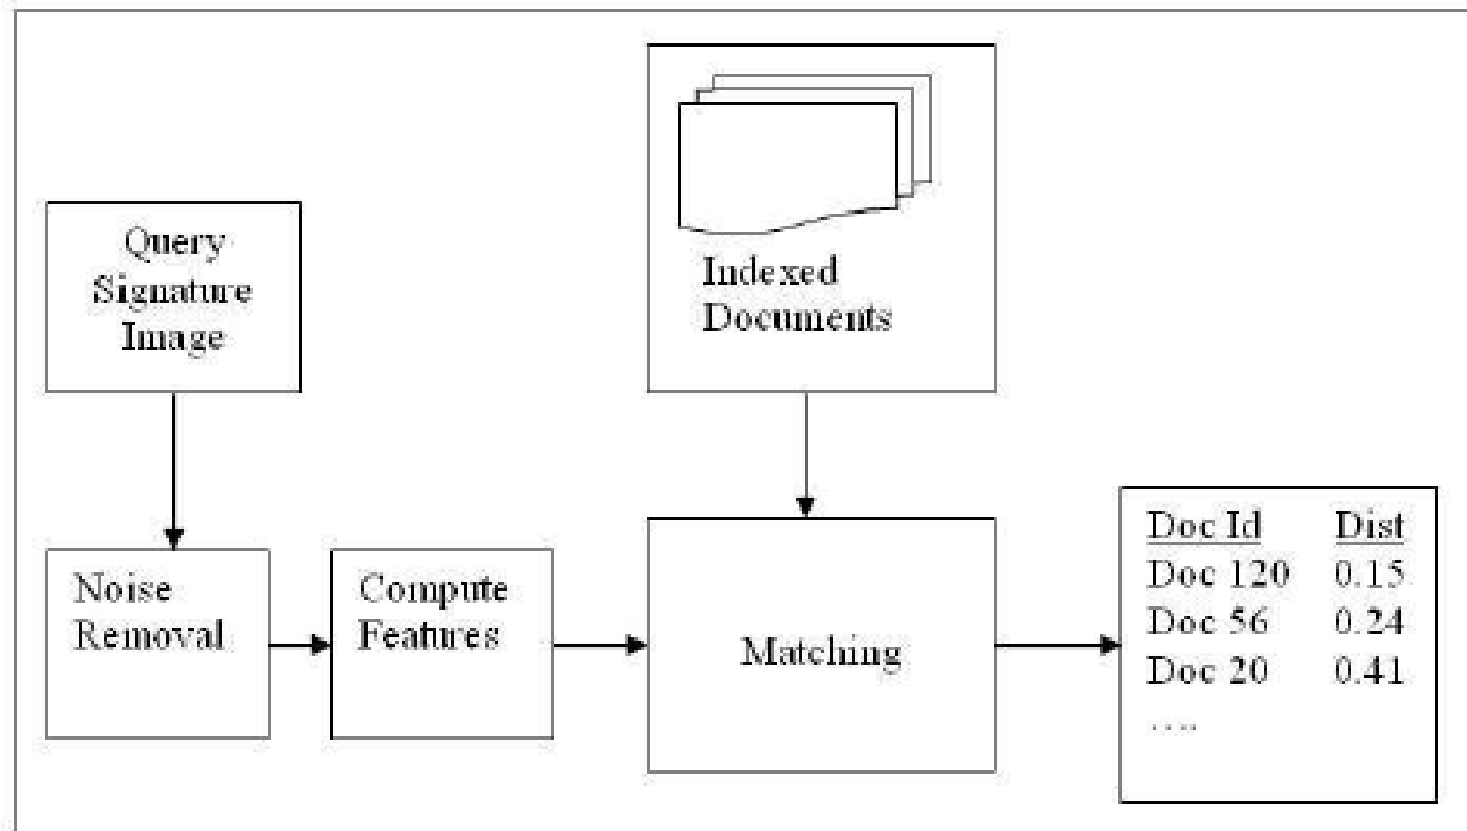 Query
Signature
Image
Indexed
Documents
Noise
Removal
Compute
Features
Matching
Doc Id Dist
Doc 120 0.15
Doc 56 0.24
Doc 20 0.41
....